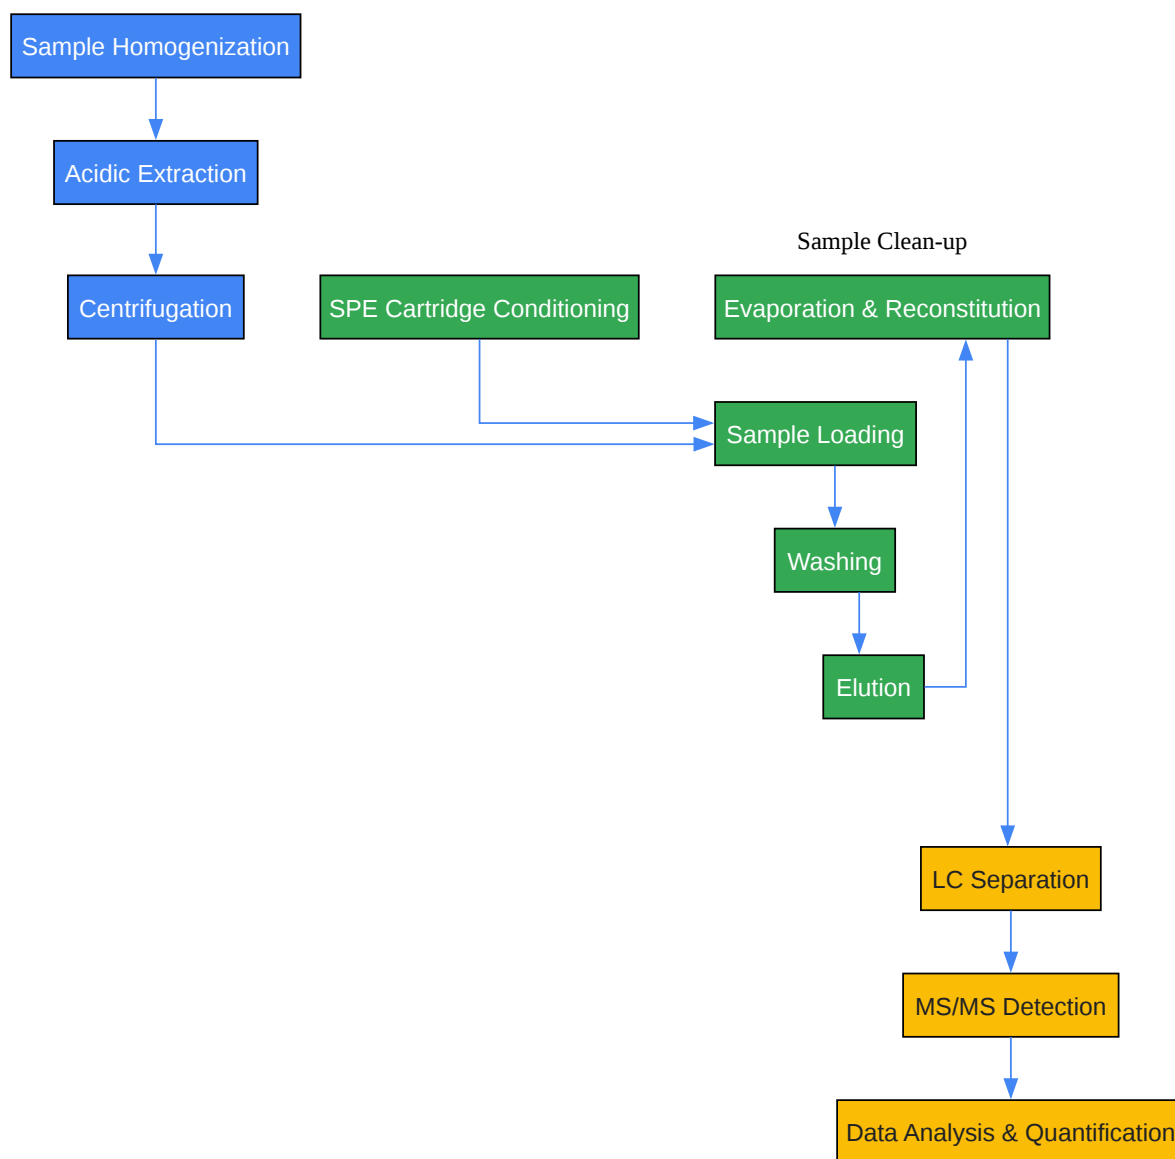 Sample Homogenization
Acidic Extraction
Sample Clean-up
Centrifugation
SPE Cartridge Conditioning
Evaporation & Reconstitution
Sample Loading
Washing
Elution
LC Separation
MS/MS Detection
Data Analysis & Quantification